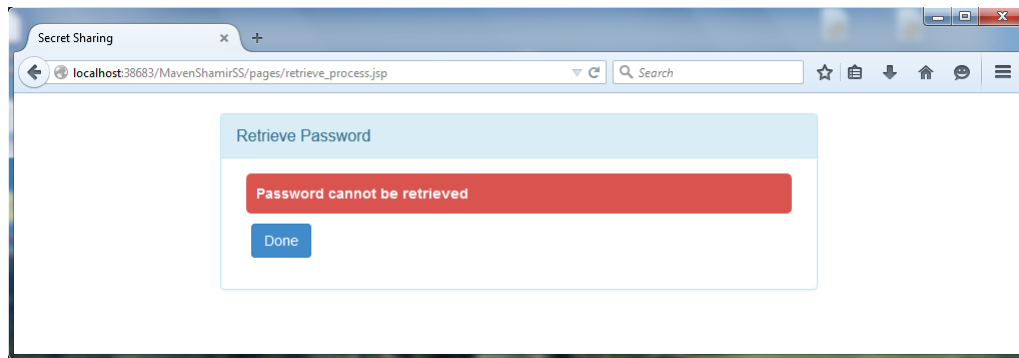 Secret Sharing
localhost:38683/MavenShamirSS/pages/retrieve_process.jsp
Search
Retrieve Password
Password cannot be retrieved
Done